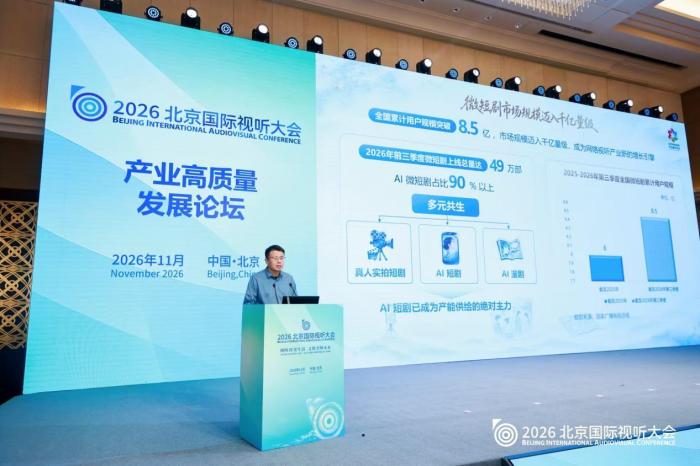 2026 北京国际视听大会
BEIJING INTERNATIONAL AUDIOVISUAL CONFERENCE
产业高质量
发展论坛
2026年11月
中国·北京
November 2026
Beijing,Chi
微短剧市场规模迈入千亿量级
全国累计用户规模突破 8.5 亿，市场规模迈入千亿量级，成为网络视听产业新的增长引擎
2026年前三季度微短剧上线总量达 49 万部
AI 微短剧占比 90 % 以上
多元共生
真人实拍短剧
AI 短剧
AI 漫剧
AI 短剧已成为产能供给的绝对主力
2025-2026年第三季度全国微短剧累计用户规模
8
8.5
2026 北京国际视听大会
BEIJING INTERNATIONAL AUDIOVISUAL CONFERENCE
2026 北京国际视听大会
BEIJING INTERNATIONAL AUDIOVISUAL CONFERENCE